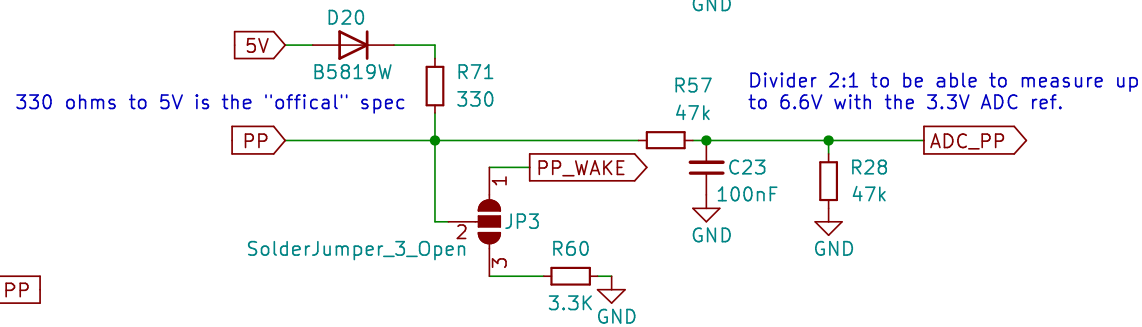 GND
D20
5V
B5819W
R71
330
330 ohms to 5V is the "offical" spec
R57
47k
Divider 2:1 to be able to measure up
to 6.6V with the 3.3V ADC ref.
PP
ADC_PP
PP_WAKE
1
C23
100nF
R28
47k
JP3
2
SolderJumper_3_Open
GND
GND
3
R60
3.3K
GND
PP